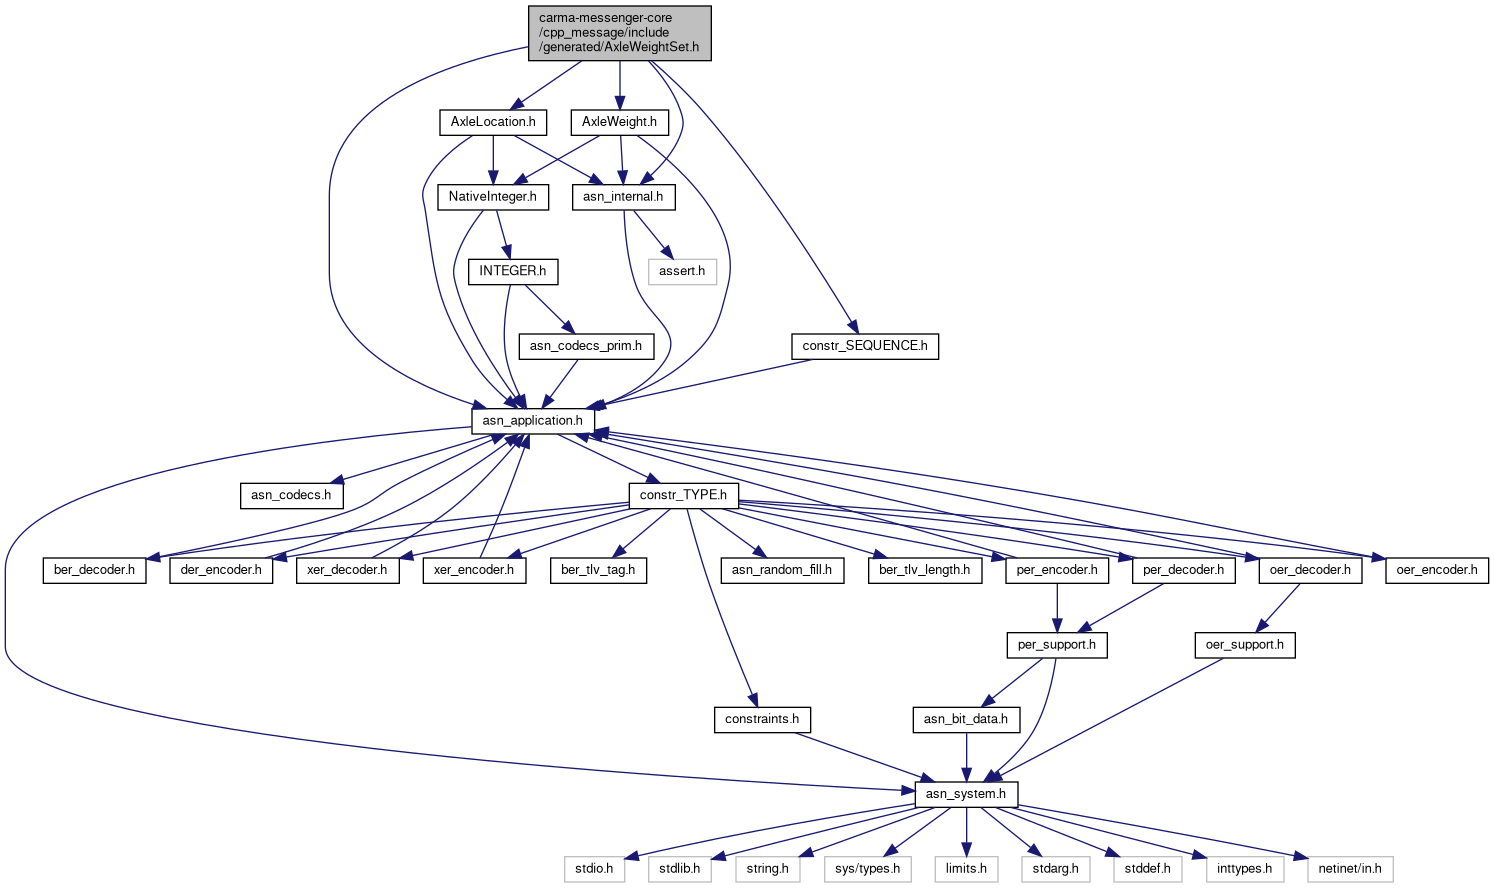 carma-messenger-core
/cpp_message/include
/generated/AxleWeightSet.h
AxleLocation.h
AxleWeight.h
NativeInteger.h
asn_internal.h
INTEGER.h
assert.h
asn_codecs_prim.h
constr_SEQUENCE.h
asn_application.h
asn_codecs.h
constr_TYPE.h
ber_decoder.h
der_encoder.h
xer_decoder.h
xer_encoder.h
ber_tlv_tag.h
asn_random_fill.h
ber_tlv_length.h
per_encoder.h
per_decoder.h
oer_decoder.h
oer_encoder.h
per_support.h
oer_support.h
constraints.h
asn_bit_data.h
asn_system.h
stdio.h
stdlib.h
string.h
sys/types.h
limits.h
stdarg.h
stddef.h
inttypes.h
netinet/in.h